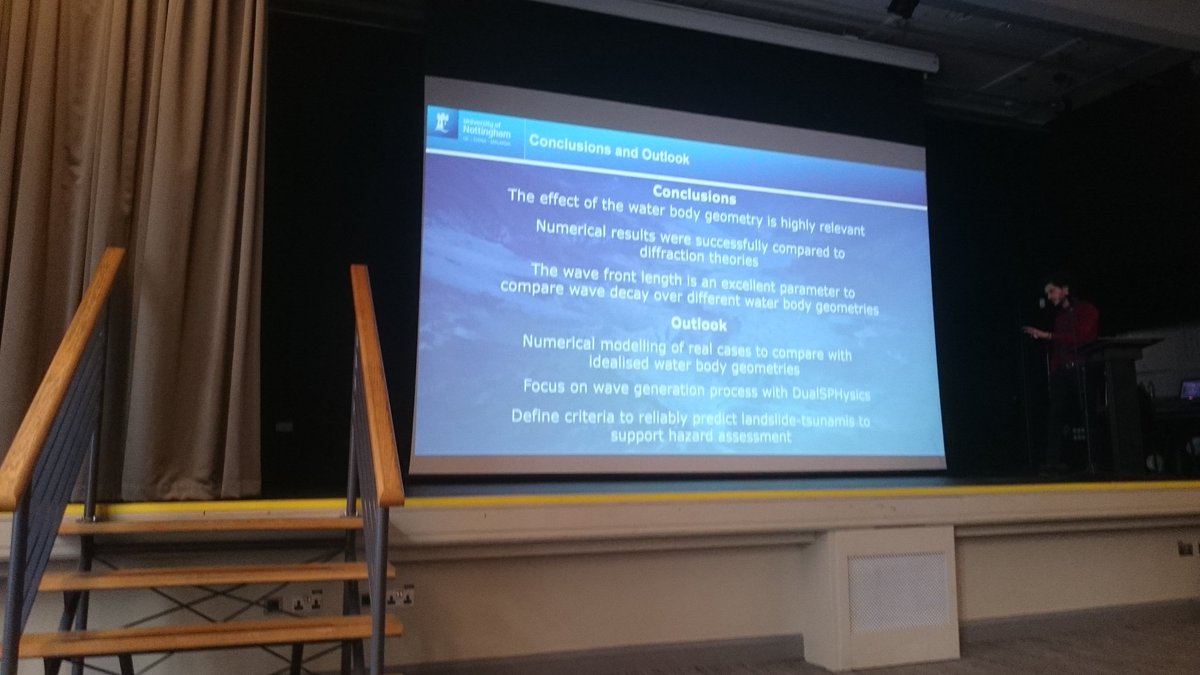 University of
Nottingham
UK | CHINA | MALAYSIA
Conclusions and Outlook
Conclusions
The effect of the water body geometry is highly relevant
Numerical results were successfully compared to
diffraction theories
The wave front length is an excellent parameter to
compare wave decay over different water body geometries
Outlook
Numerical modelling of real cases to compare with
idealised water body geometries
Focus on wave generation process with DualSPHysics
Define criteria to reliably predict landslide-tsunamis to
support hazard assessment